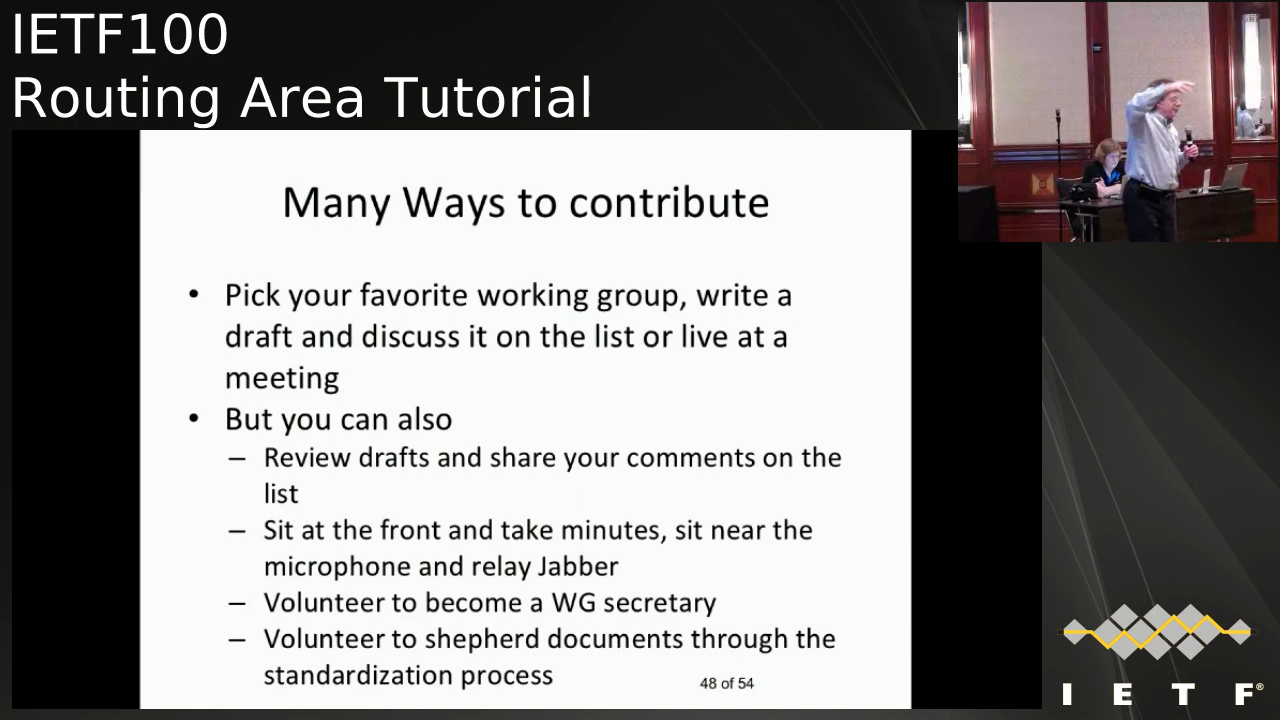 IETF100
Routing Area Tutorial
Many Ways to contribute
• Pick your favorite working group, write a
draft and discuss it on the list or live at a
meeting
• But you can also
– Review drafts and share your comments on the
list
– Sit at the front and take minutes, sit near the
microphone and relay Jabber
– Volunteer to become a WG secretary
– Volunteer to shepherd documents through the
standardization process
48 of 54
I E T F®